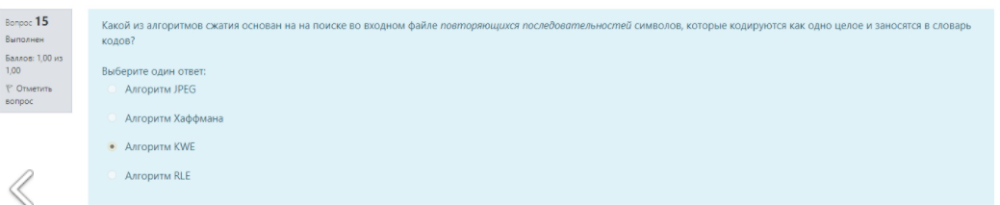 Вопрос 15
Выполнен
Баллов: 1,00 из
1,00
Отметить
вопрос
Какой из алгоритмов сжатия основан на на поиске во входном файле повторяющихся последовательностей символов, которые кодируются как одно целое и заносятся в словарь
кодов?
Выберите один ответ:
Алгоритм JPEG
Алгоритм Хаффмана
Алгоритм KWE
Алгоритм RLE